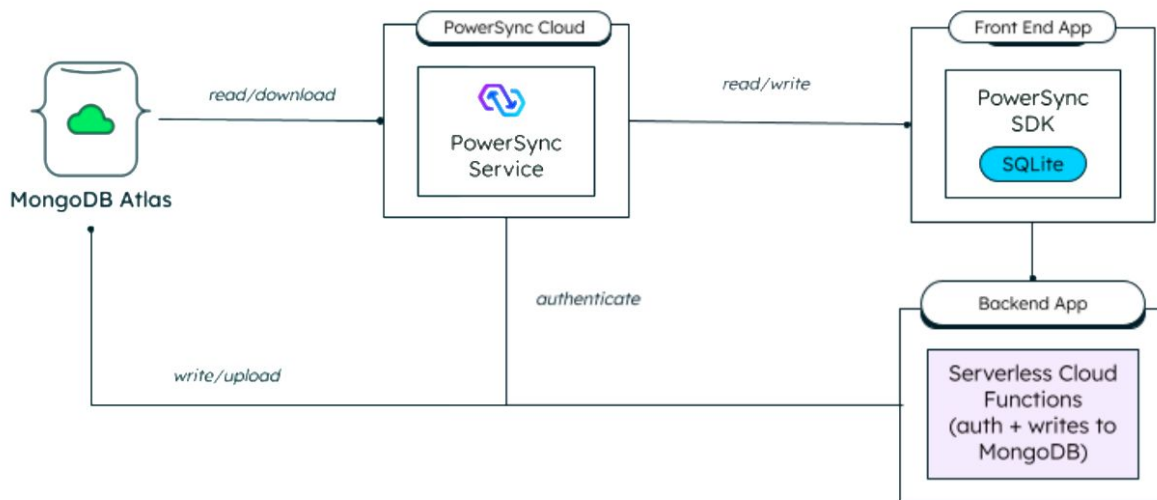 PowerSync Cloud
Front End App
read/download
read/write
PowerSync
Service
PowerSync
SDK
SQLite
MongoDB Atlas
authenticate
Backend App
write/upload
Serverless Cloud
Functions
(auth + writes to
MongoDB)